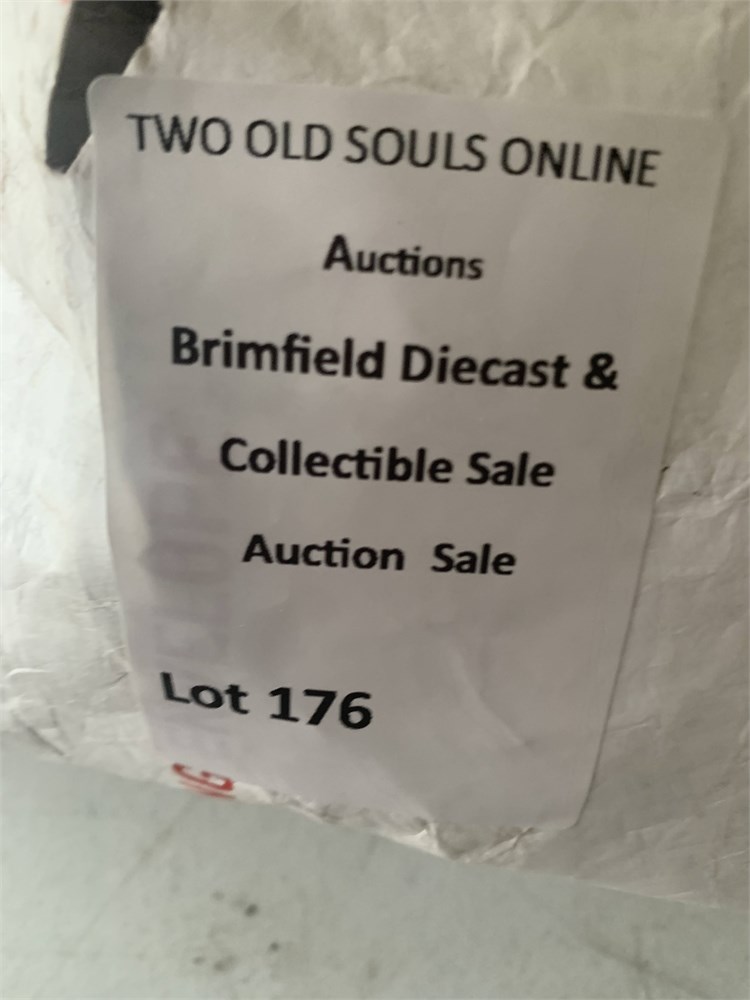 TWO OLD SOULS ONLINE
Auctions
Brimfield Diecast &
Collectible Sale
Auction Sale
Lot 176